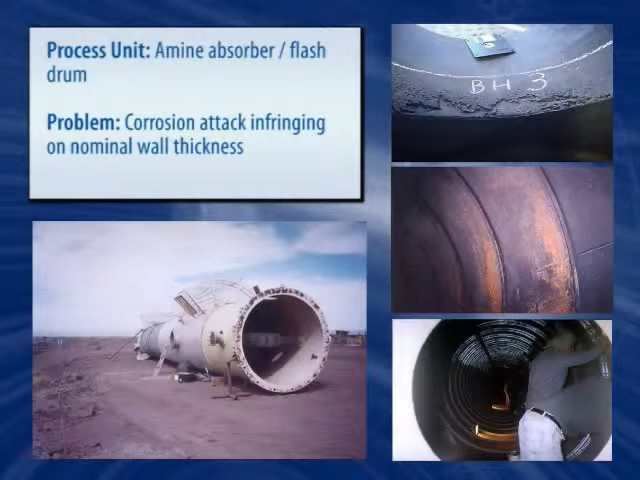 Process Unit: Amine absorber / flash
drum
Problem: Corrosion attack infringing
on nominal wall thickness
BH 3